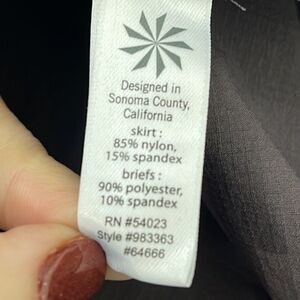 Designed in
Sonoma County,
California
skirt :
85% nylon,
15% spandex
briefs :
90% polyester,
10% spandex
RN #54023
Style #983363
#64666